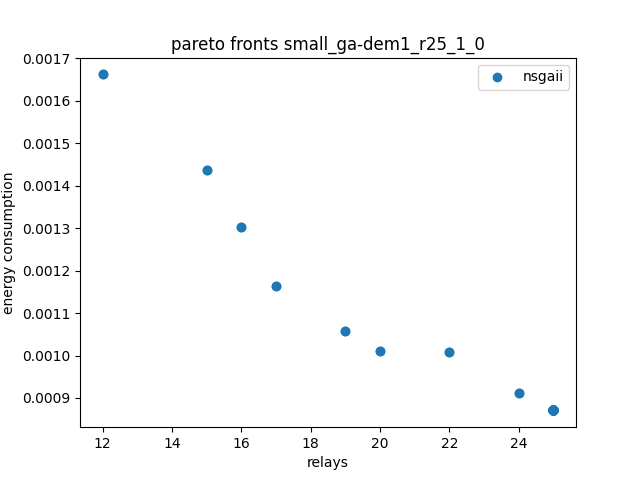 pareto fronts small_ga-dem1_r25_1_0
nsgaii
0.0017
0.0016
0.0015
0.0014
0.0013
0.0012
0.0011
0.0010
0.0009
energy consumption
12 14 16 18 20 22 24
relays